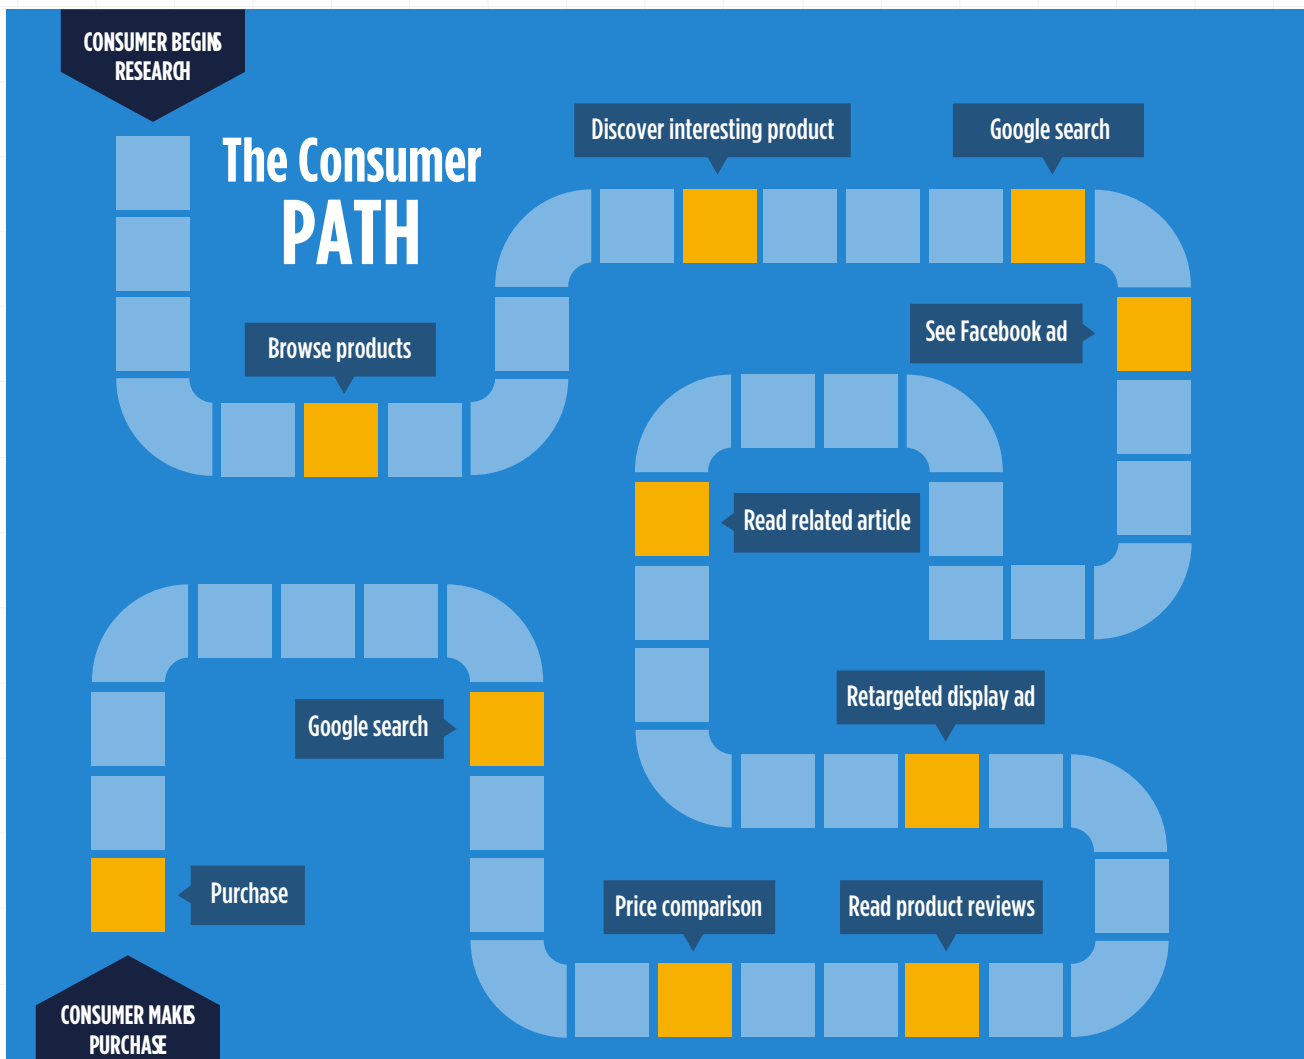 CONSUMER BEGINS
RESEARCH
The Consumer
PATH
Browse products
Discover interesting product
Google search
See Facebook ad
Read related article
Retargeted display ad
Read product reviews
Price comparison
Google search
Purchase
CONSUMER MAKES
PURCHASE